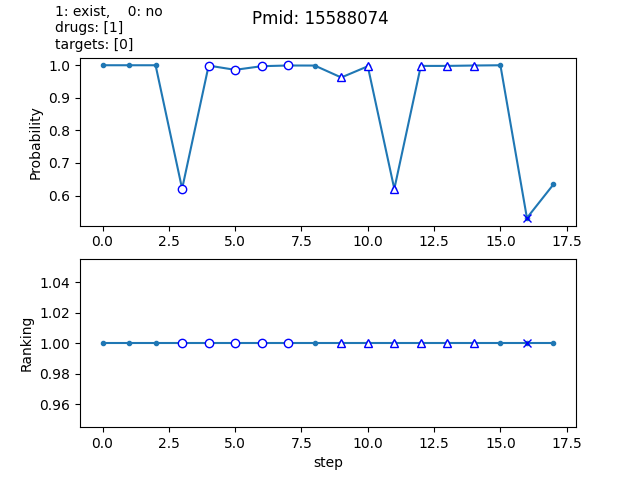 1: exist,    0: no
Pmid: 15588074
drugs: [1]
targets: [0]
1.0
0.9
0.8
0.7
0.6
Probability
0.0 2.5 5.0 7.5 10.0 12.5 15.0 17.5
1.04
1.02
1.00
0.98
0.96
Ranking
0.0 2.5 5.0 7.5 10.0 12.5 15.0 17.5
step